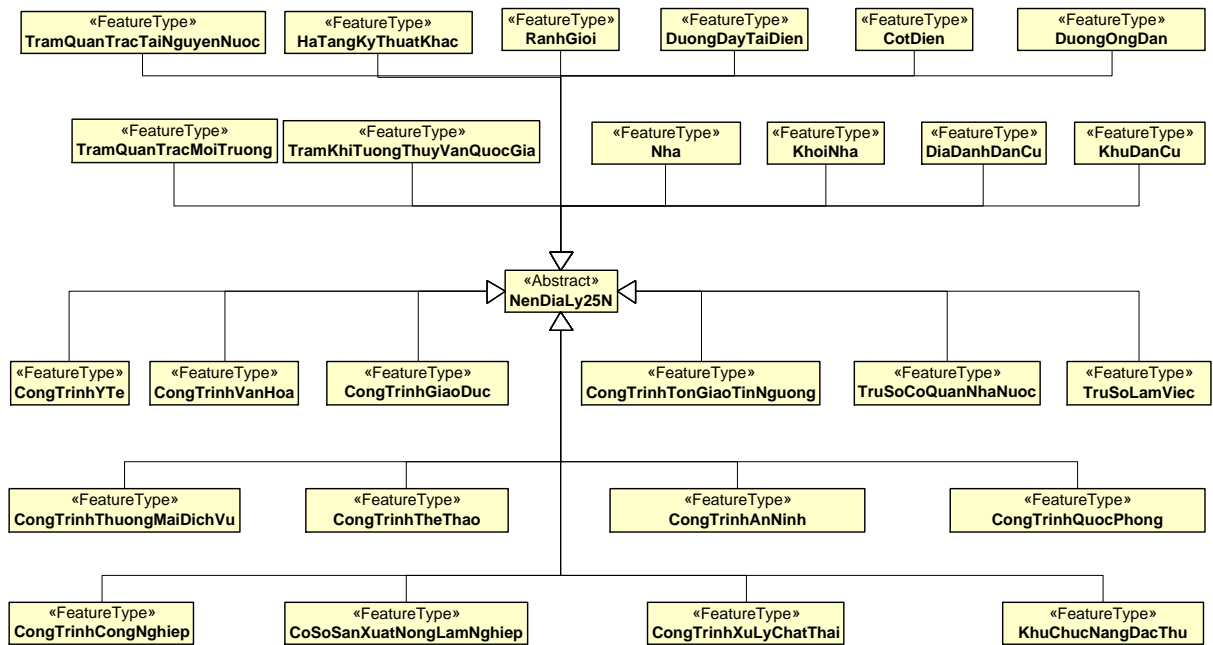 «FeatureType»
TramQuanTracTaiNguyenNuoc
«FeatureType»
HaTangKyThuatKhac
«FeatureType»
RanhGioi
«FeatureType»
DuongDayTaiDien
«FeatureType»
CotDien
«FeatureType»
DuongOngDan
«FeatureType»
TramQuanTracMoiTruong
«FeatureType»
TramKhiTuongThuyVanQuocGia
«FeatureType»
Nha
«FeatureType»
KhoiNha
«FeatureType»
DiaDanhDanCu
«FeatureType»
KhuDanCu
«Abstract»
NenDiaLy25N
«FeatureType»
CongTrinhYTe
«FeatureType»
CongTrinhVanHoa
«FeatureType»
CongTrinhGiaoDuc
«FeatureType»
CongTrinhTonGiaoTinNguong
«FeatureType»
TruSoCoQuanNhaNuoc
«FeatureType»
TruSoLamViec
«FeatureType»
CongTrinhThuongMaiDichVu
«FeatureType»
CongTrinhTheThao
«FeatureType»
CongTrinhAnNinh
«FeatureType»
CongTrinhQuocPhong
«FeatureType»
CongTrinhCongNghiep
«FeatureType»
CoSoSanXuatNongLamNghiep
«FeatureType»
CongTrinhXuLyChatThai
«FeatureType»
KhuChucNangDacThu